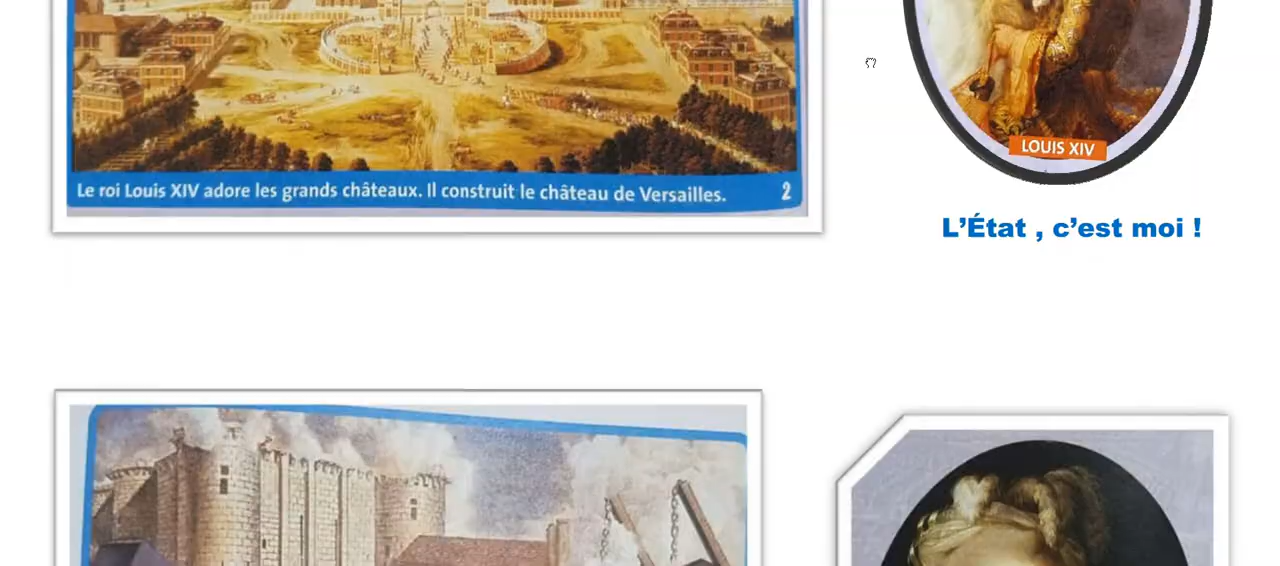 Le roi Louis XIV adore les grands châteaux. Il construit le château de Versailles. 2
LOUIS XIV
L'État , c'est moi !